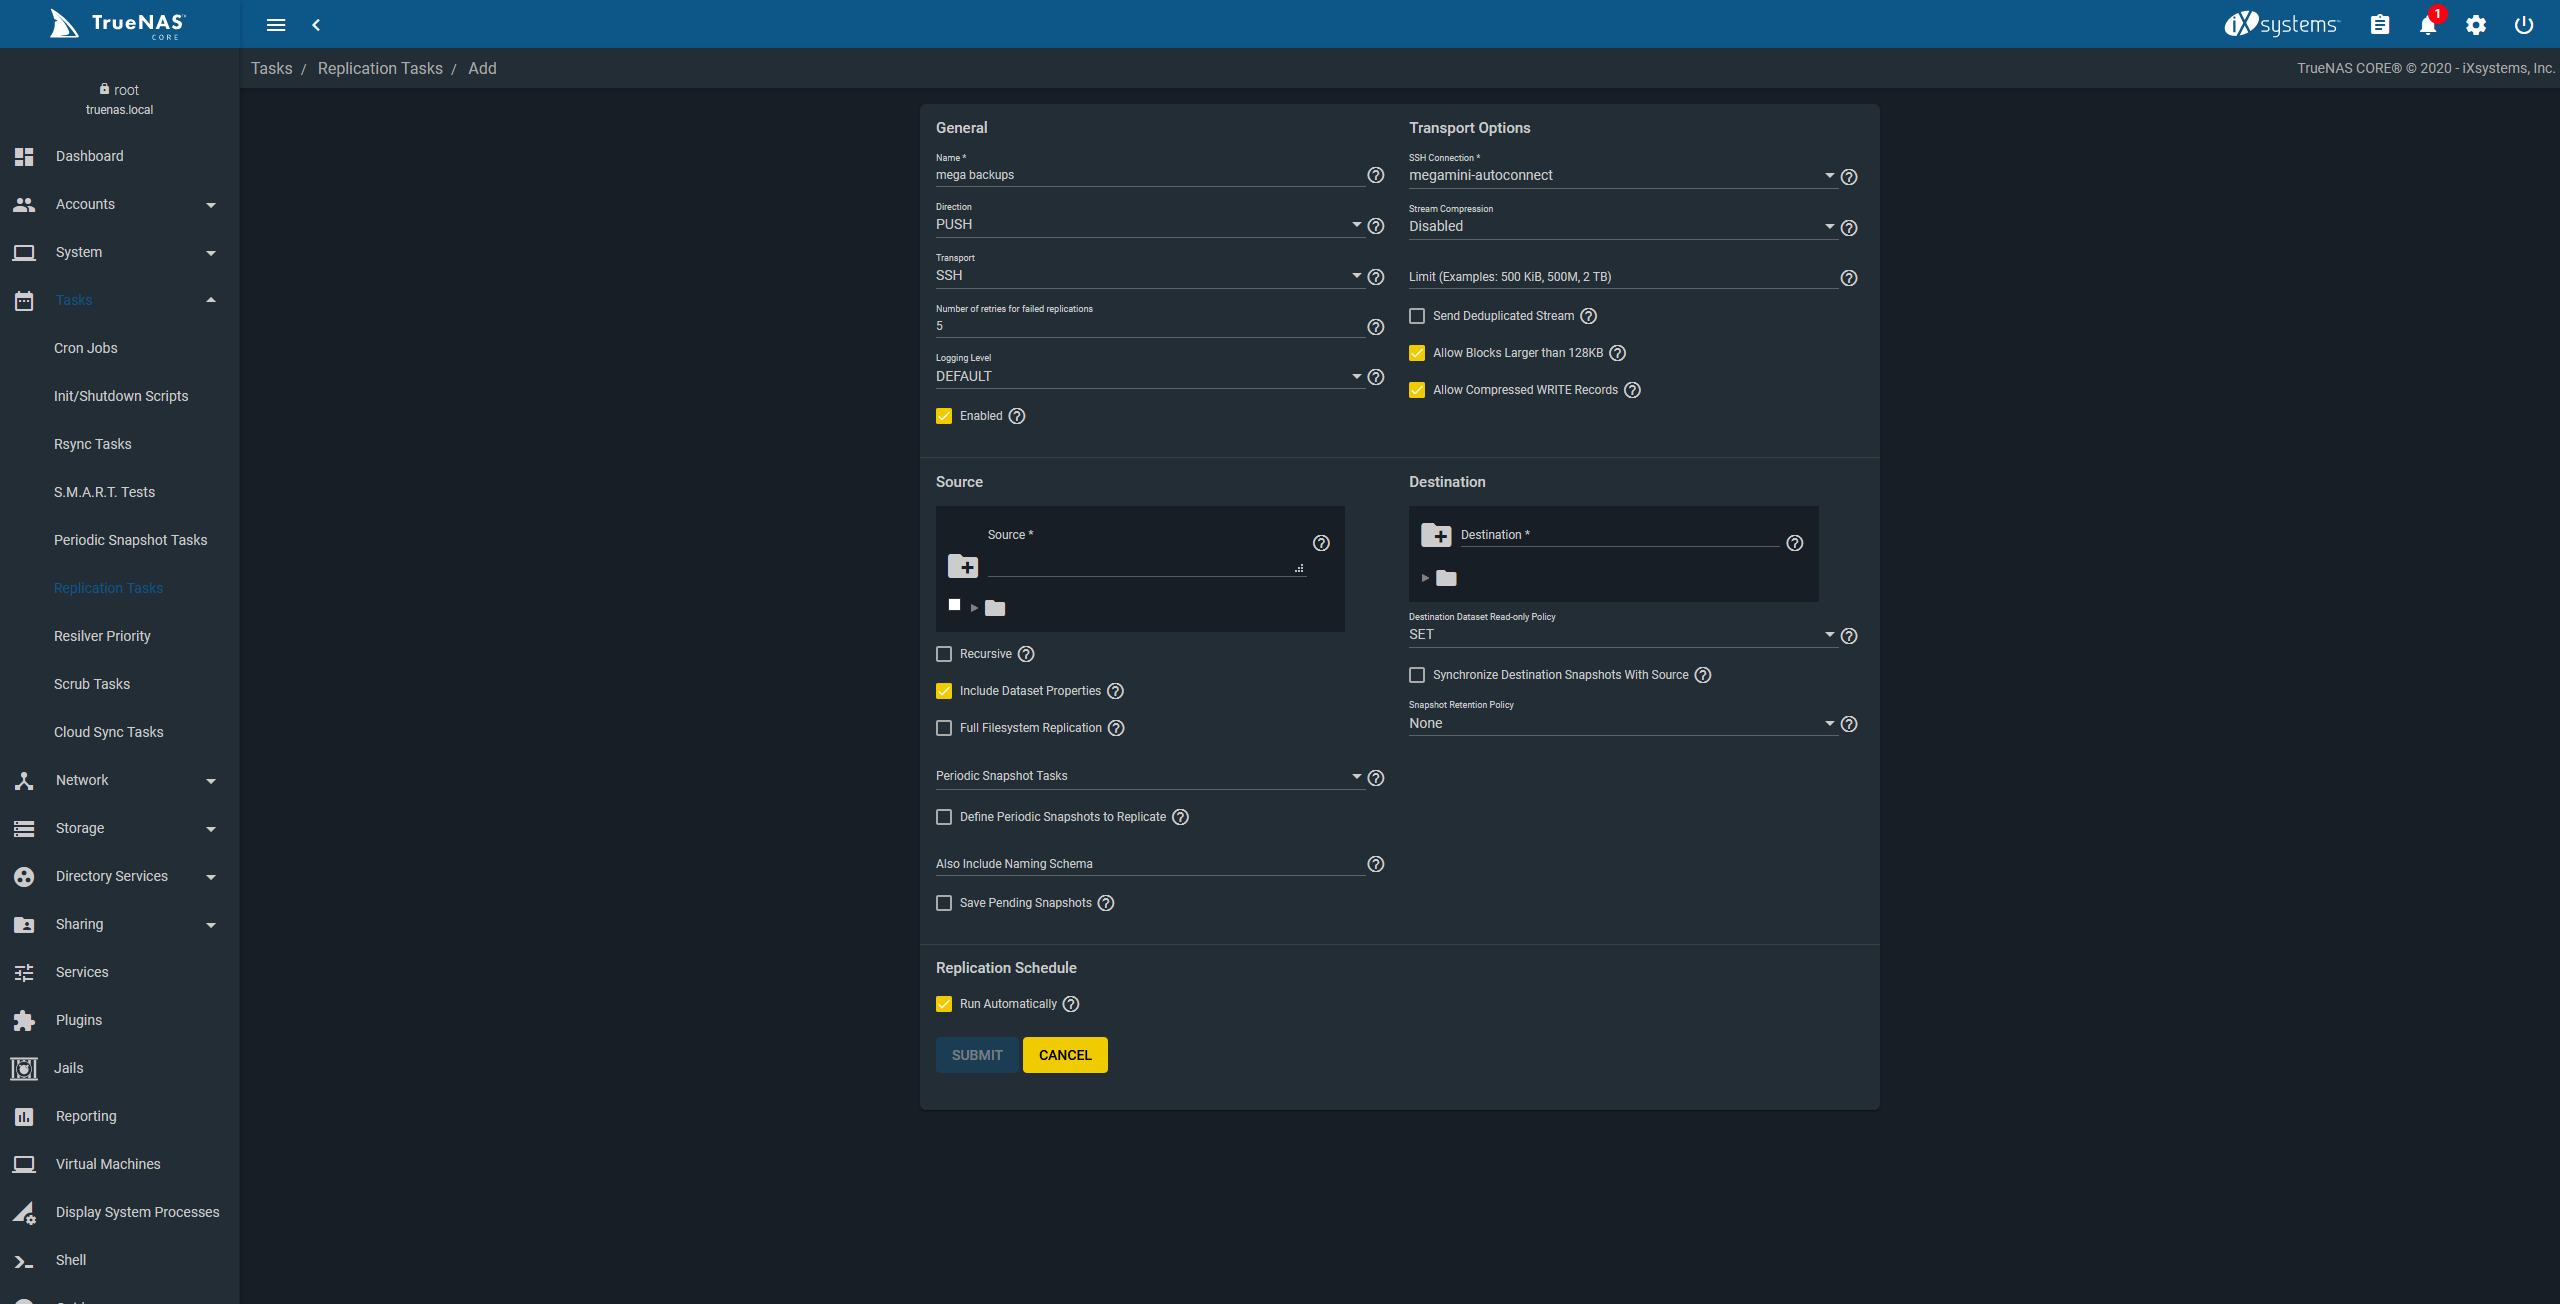 TrueNAS
CORE
iXsystems
1
root
truenas.local
Tasks / Replication Tasks / Add
TrueNAS CORE® © 2020 - iXsystems, Inc.
Dashboard
Accounts
System
Tasks
Cron Jobs
Init/Shutdown Scripts
Rsync Tasks
S.M.A.R.T. Tests
Periodic Snapshot Tasks
Replication Tasks
Resilver Priority
Scrub Tasks
Cloud Sync Tasks
Network
Storage
Directory Services
Sharing
Services
Plugins
Jails
Reporting
Virtual Machines
Display System Processes
Shell
General
Name *
mega backups
Direction
PUSH
Transport
SSH
Number of retries for failed replications
5
Logging Level
DEFAULT
Enabled
Transport Options
SSH Connection *
megamini-autoconnect
Stream Compression
Disabled
Limit (Examples: 500 KiB, 500M, 2 TB)
Send Deduplicated Stream
Allow Blocks Larger than 128KB
Allow Compressed WRITE Records
Source
Source *
Recursive
Include Dataset Properties
Full Filesystem Replication
Periodic Snapshot Tasks
Define Periodic Snapshots to Replicate
Also Include Naming Schema
Save Pending Snapshots
Destination
Destination *
Destination Dataset Read-only Policy
SET
Synchronize Destination Snapshots With Source
Snapshot Retention Policy
None
Replication Schedule
Run Automatically
SUBMIT
CANCEL